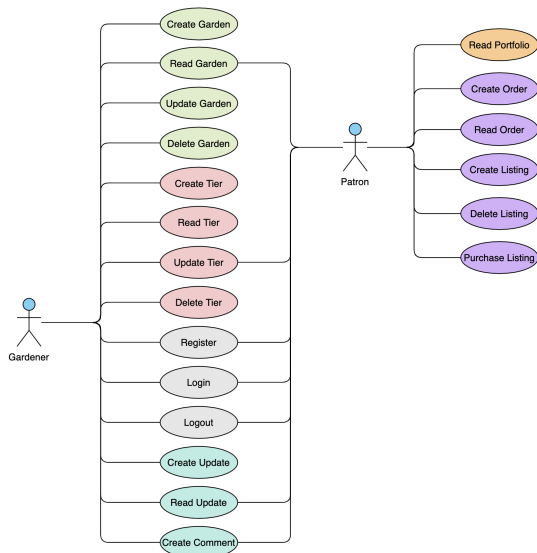 Create Garden
Read Garden
Update Garden
Delete Garden
Create Tier
Read Tier
Update Tier
Delete Tier
Register
Login
Logout
Create Update
Read Update
Create Comment
Gardener
Patron
Read Portfolio
Create Order
Read Order
Create Listing
Delete Listing
Purchase Listing